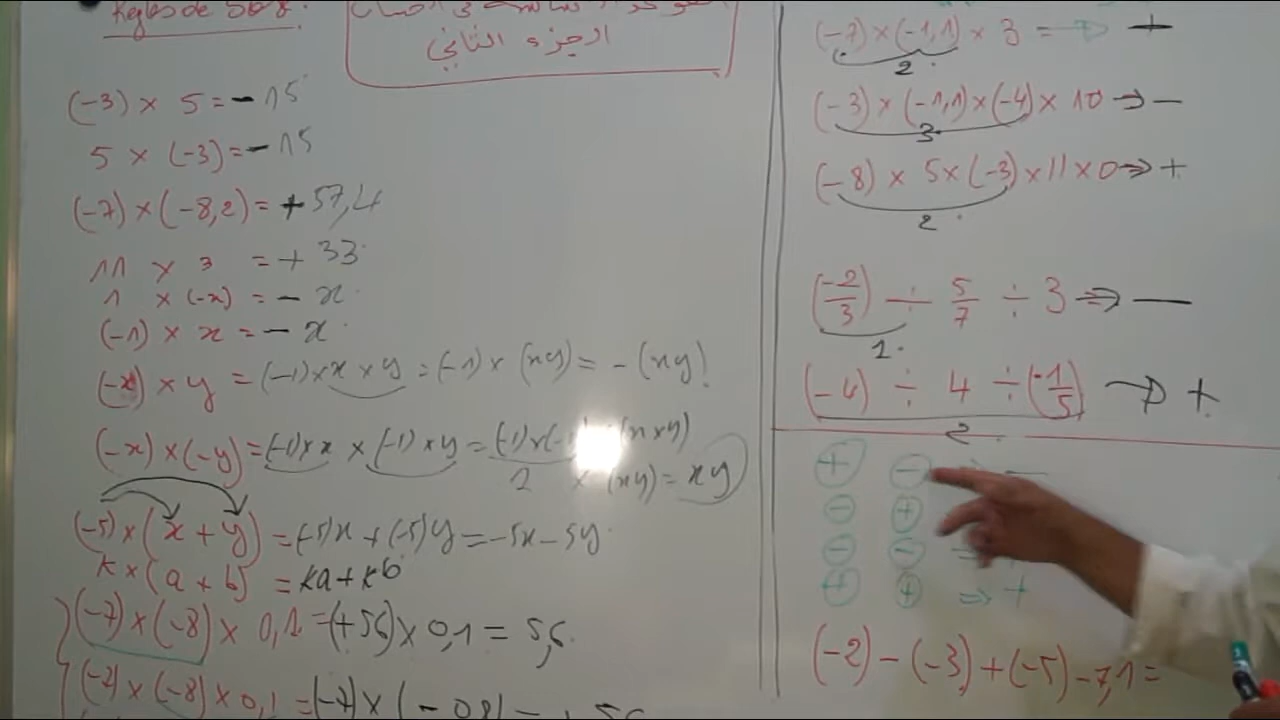 Règles de
الجزء الثاني
(-3) × 5 = - 15
5 × (-3) = - 15
(-7) × (-8,2) = + 57,4
11 × 3 = + 33
1 × (-x) = - x
(-1) × x = - x
(-x) × y = (-1) × x × y = (-1) × (xy) = - (xy)
(-x) × (-y) = (-1) × x × (-1) × y = (-1) × (-1) (x × y)
2 × (xy) = xy
(-5) × (x + y) = (-5)x + (-5)y = -5x - 5y
k × (a + b) = ka + kb
(-7) × (-8) × 0,1 = (+56) × 0,1 = 5,6
(-7) × (-8) × 0,1 = (-7) × (-
(-7) × (-1,1) × 3 = +
2
(-3) × (-1,1) × (-4) × 10 → -
3
(-8) × 5 × (-3) × 11 × 0 → +
2
(-2/3) ÷ 5/7 ÷ 3 ⇒ -
1
(-4) ÷ 4 ÷ (-1/5) → +
2
+ - -
- +
- - ⇒
+ + ⇒ +
(-2) - (-3) + (-5) - 7,1 =